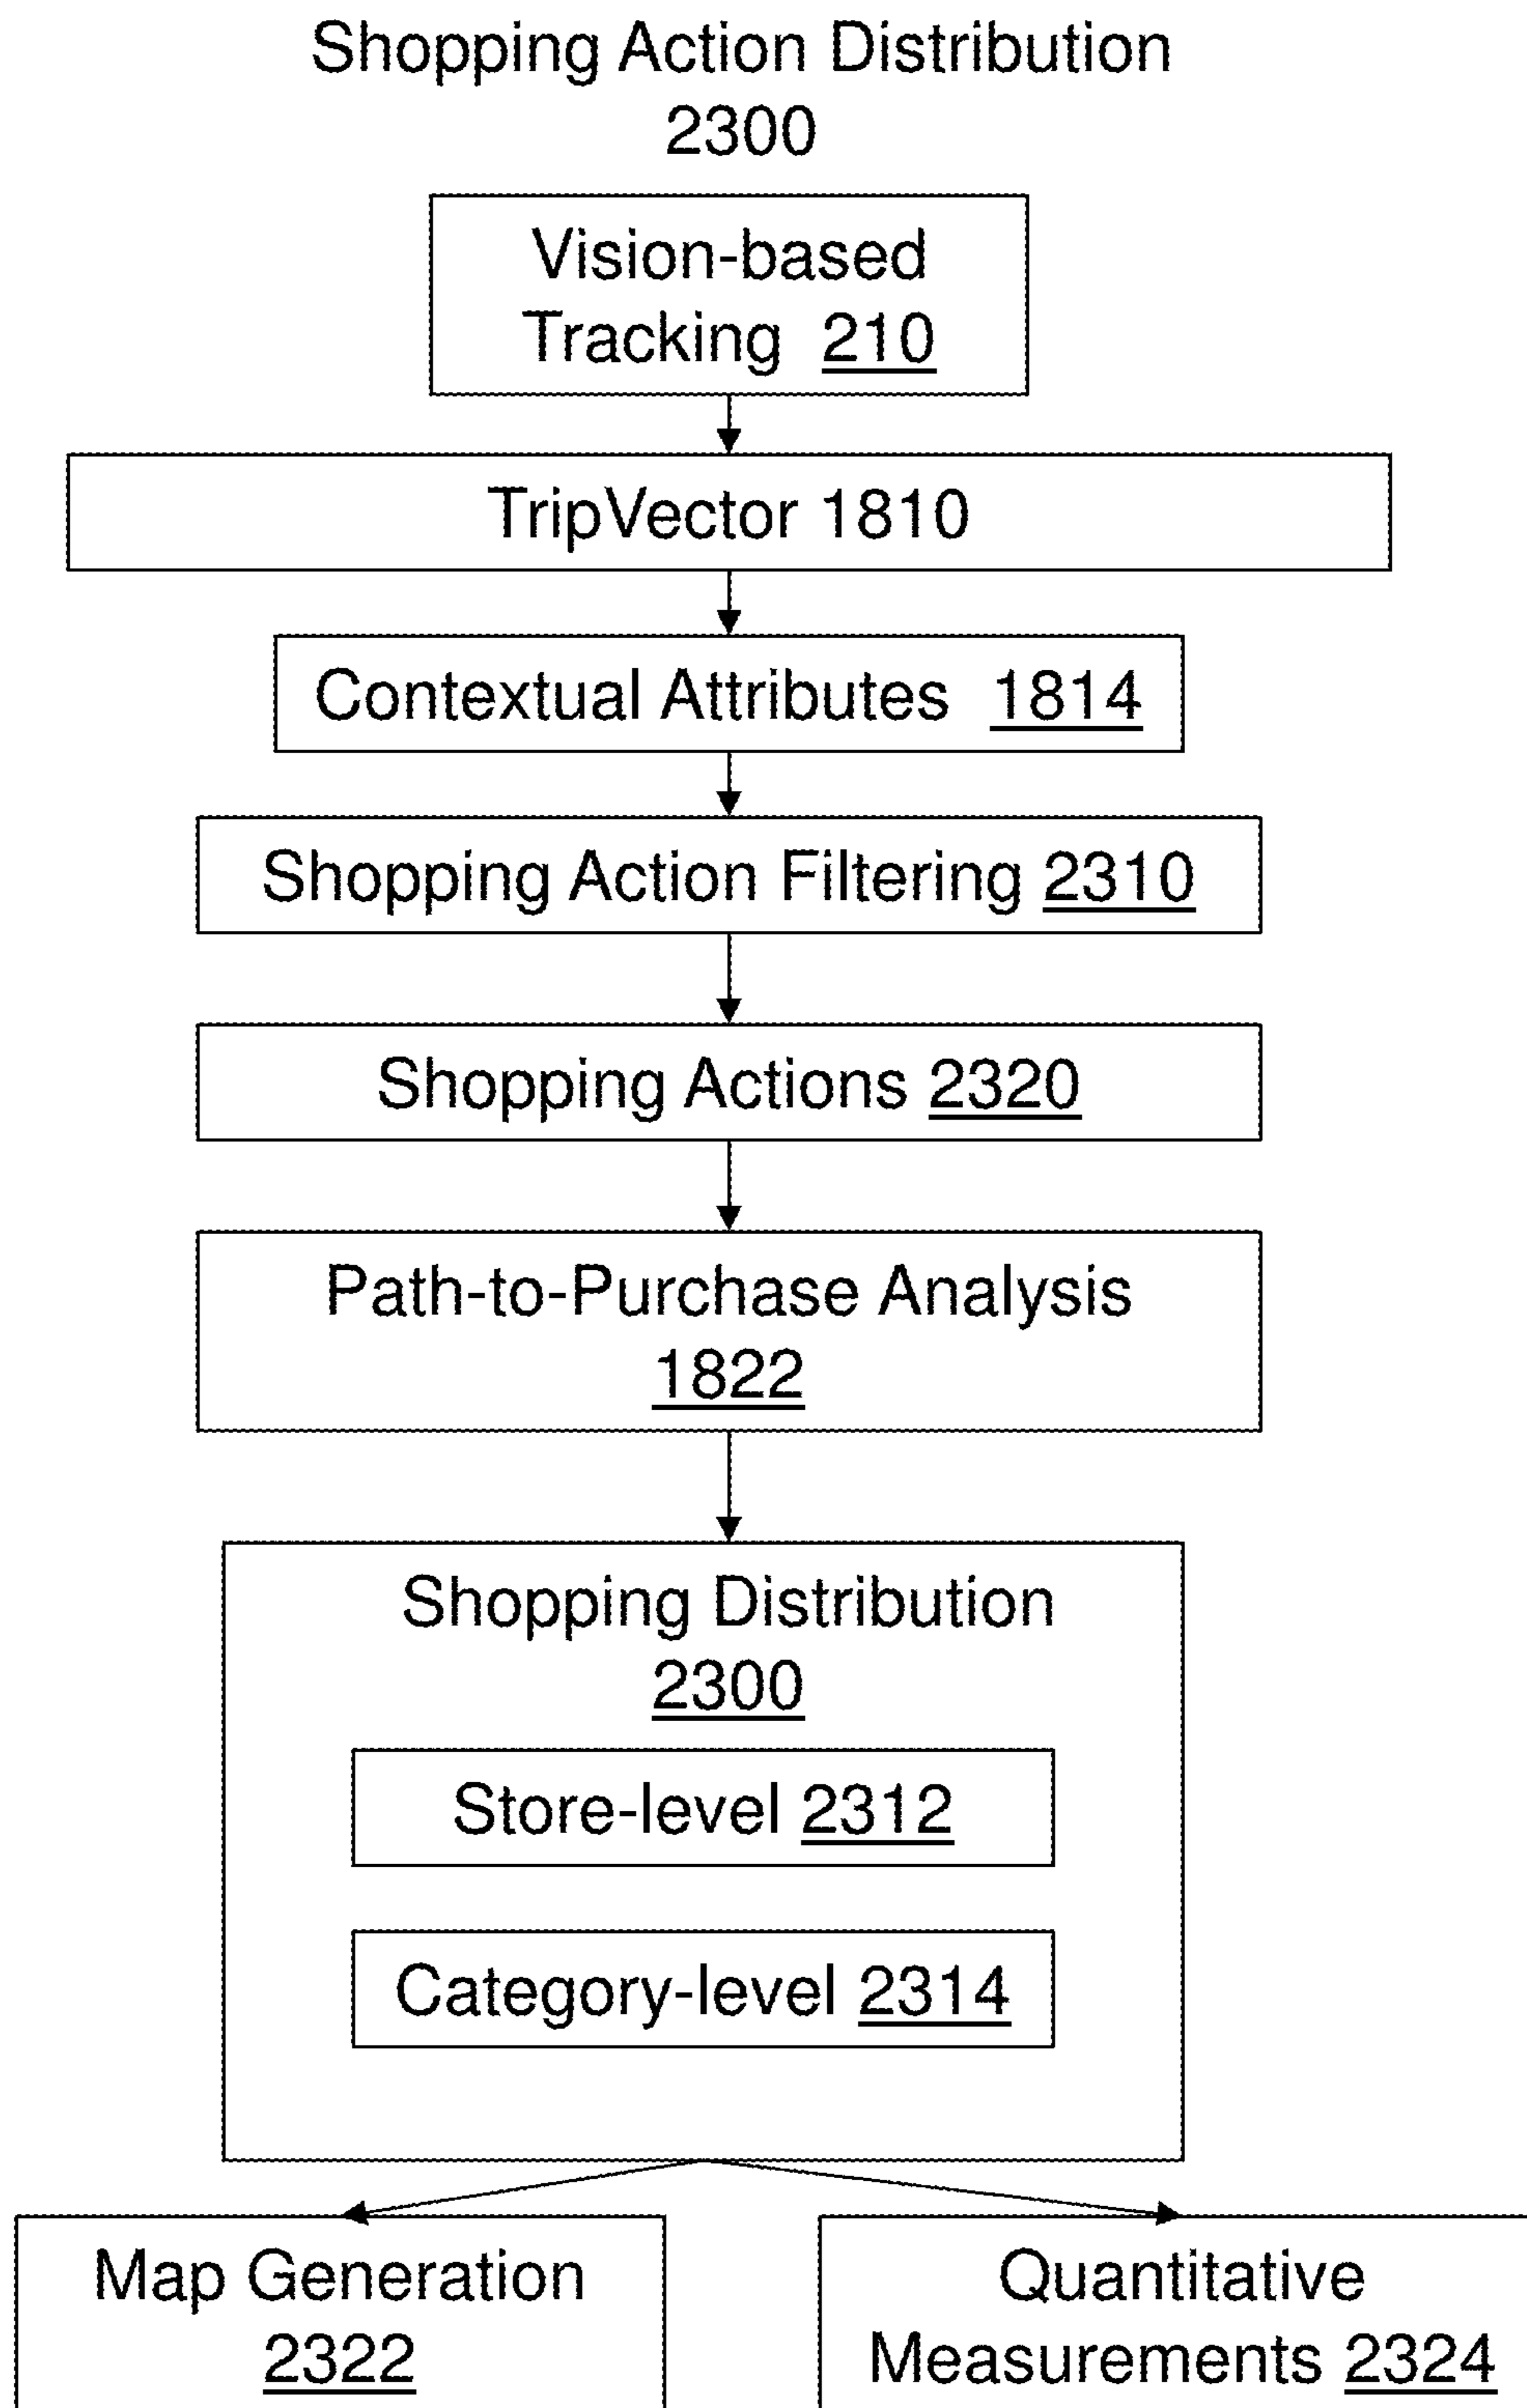 Shopping Action Distribution
2300
Vision-based
Tracking 210
TripVector 1810
Contextual Attributes 1814
Shopping Action Filtering 2310
Shopping Actions 2320
Path-to-Purchase Analysis
1822
Shopping Distribution
2300
Store-level 2312
Category-level 2314
Map Generation
2322
Quantitative
Measurements 2324